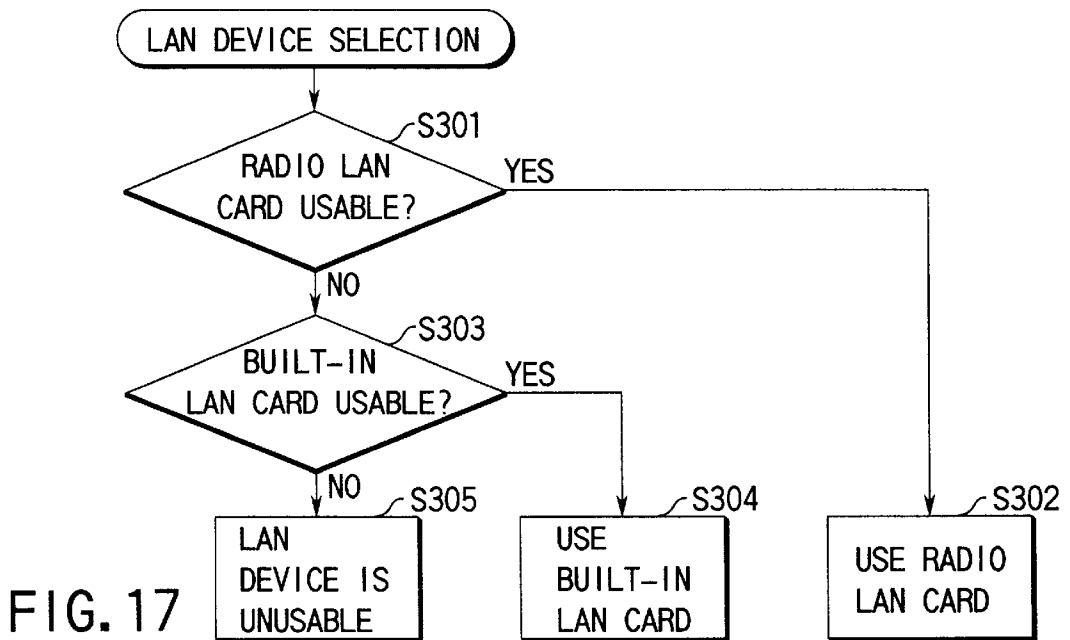 LAN DEVICE SELECTION
S301
RADIO LAN
CARD USABLE?
YES
NO
S303
BUILT-IN
LAN CARD USABLE?
YES
NO
S305
LAN
DEVICE IS
UNUSABLE
S304
USE
BUILT-IN
LAN CARD
S302
USE RADIO
LAN CARD
FIG. 17